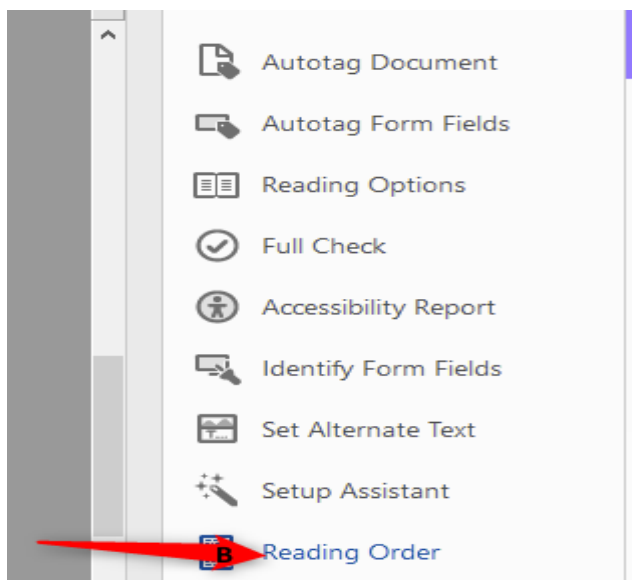 Autotag Document
Autotag Form Fields
Reading Options
Full Check
Accessibility Report
Identify Form Fields
Set Alternate Text
Setup Assistant
B Reading Order